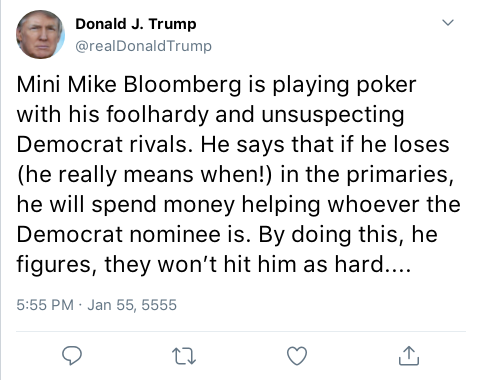 Donald J. Trump
@realDonaldTrump
Mini Mike Bloomberg is playing poker
with his foolhardy and unsuspecting
Democrat rivals. He says that if he loses
(he really means when!) in the primaries,
he will spend money helping whoever the
Democrat nominee is. By doing this, he
figures, they won’t hit him as hard....
5:55 PM · Jan 55, 5555